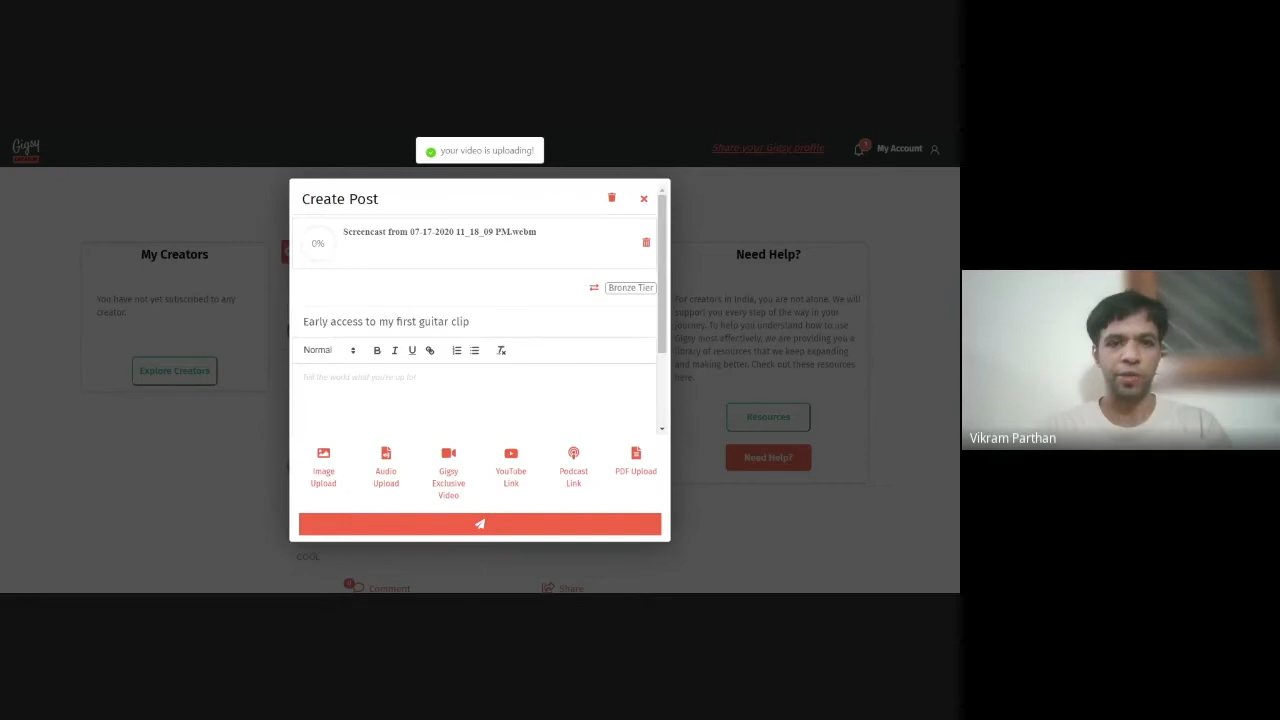 Gigsy
your video is uploading!
Share your Gigsy profile
My Account
Create Post
0%
Screencast from 07-17-2020 11_18_09 PM.webm
Bronze Tier
Early access to my first guitar clip
Normal
B I U
Tell the world what you're up to!
Image
Upload
Audio
Upload
Gigsy
Exclusive
Video
YouTube
Link
Podcast
Link
PDF Upload
My Creators
You have not yet subscribed to any
creator.
Explore Creators
Need Help?
For creators in India, you are not alone. We will
support you every step of the way in your
journey. To help you understand how to use
Gigsy most effectively, we are providing you a
library of resources that we keep expanding
and making better. Check out these resources
here.
Resources
Need Help?
COOL
0
Comment
Share
Vikram Parthan